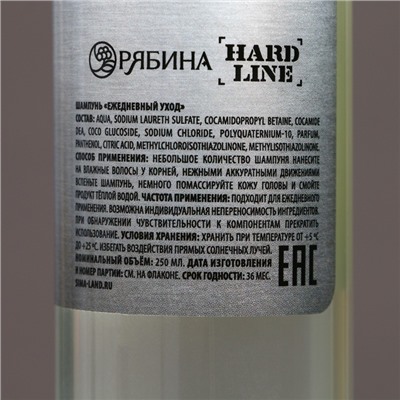 РЯБИНА
HARD
LINE
ШАМПУНЬ «ЕЖЕДНЕВНЫЙ УХОД»
СОСТАВ: AQUA, SODIUM LAURETH SULFATE, COCAMIDOPROPYL BETAINE, COCAMIDE
DEA, COCO GLUCOSIDE, SODIUM CHLORIDE, POLYQUATERNIUM-10, PARFUM,
PANTHENOL, CITRIC ACID, METHYLCHLOROISOTHIAZOLINONE, METHYLISOTHIAZOLINONE.
СПОСОБ ПРИМЕНЕНИЯ: НЕБОЛЬШОЕ КОЛИЧЕСТВО ШАМПУНЯ НАНЕСИТЕ
НА ВЛАЖНЫЕ ВОЛОСЫ У КОРНЕЙ, НЕЖНЫМИ АККУРАТНЫМИ ДВИЖЕНИЯМИ
ВСПЕНЬТЕ ШАМПУНЬ, НЕМНОГО ПОМАССИРУЙТЕ КОЖУ ГОЛОВЫ И СМОЙТЕ
ПРОДУКТ ТЁПЛОЙ ВОДОЙ. ЧАСТОТА ПРИМЕНЕНИЯ: ПОДХОДИТ ДЛЯ ЕЖЕДНЕВНОГО
ПРИМЕНЕНИЯ. ВОЗМОЖНА ИНДИВИДУАЛЬНАЯ НЕПЕРЕНОСИМОСТЬ ИНГРЕДИЕНТОВ.
ПРИ ОБНАРУЖЕНИИ ЧУВСТВИТЕЛЬНОСТИ К КОМПОНЕНТАМ ПРЕКРАТИТЬ
ИСПОЛЬЗОВАНИЕ. УСЛОВИЯ ХРАНЕНИЯ: ХРАНИТЬ ПРИ ТЕМПЕРАТУРЕ ОТ +5 °C
ДО +25 °C. ИЗБЕГАТЬ ВОЗДЕЙСТВИЯ ПРЯМЫХ СОЛНЕЧНЫХ ЛУЧЕЙ.
НОМИНАЛЬНЫЙ ОБЪЁМ: 250 МЛ. ДАТА ИЗГОТОВЛЕНИЯ
И НОМЕР ПАРТИИ: СМ. НА ФЛАКОНЕ. СРОК ГОДНОСТИ: 36 МЕС.
SIMA-LAND.RU
EAC